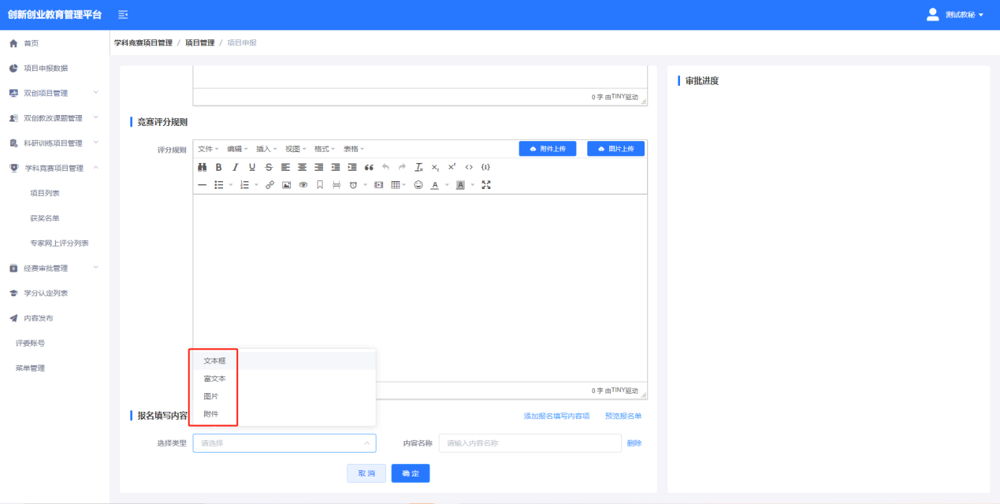 创新创业教育管理平台
测试教秘
首页
项目申报数据
双创项目管理
双创教改课题管理
科研训练项目管理
学科竞赛项目管理
项目列表
获奖名单
专家网上评分列表
经费审批管理
学分认定列表
内容发布
评委账号
菜单管理
学科竞赛项目管理 / 项目管理 / 项目申报
0 字 由TINY驱动
竞赛评分规则
评分规则
文件 编辑 插入 视图 格式 表格
附件上传 图片上传
文本框
富文本
图片
附件
0 字 由TINY驱动
报名填写内容
添加报名填写内容项 预览报名单
选择类型 请选择 内容名称 请输入内容名称 删除
取消 确定
审批进度